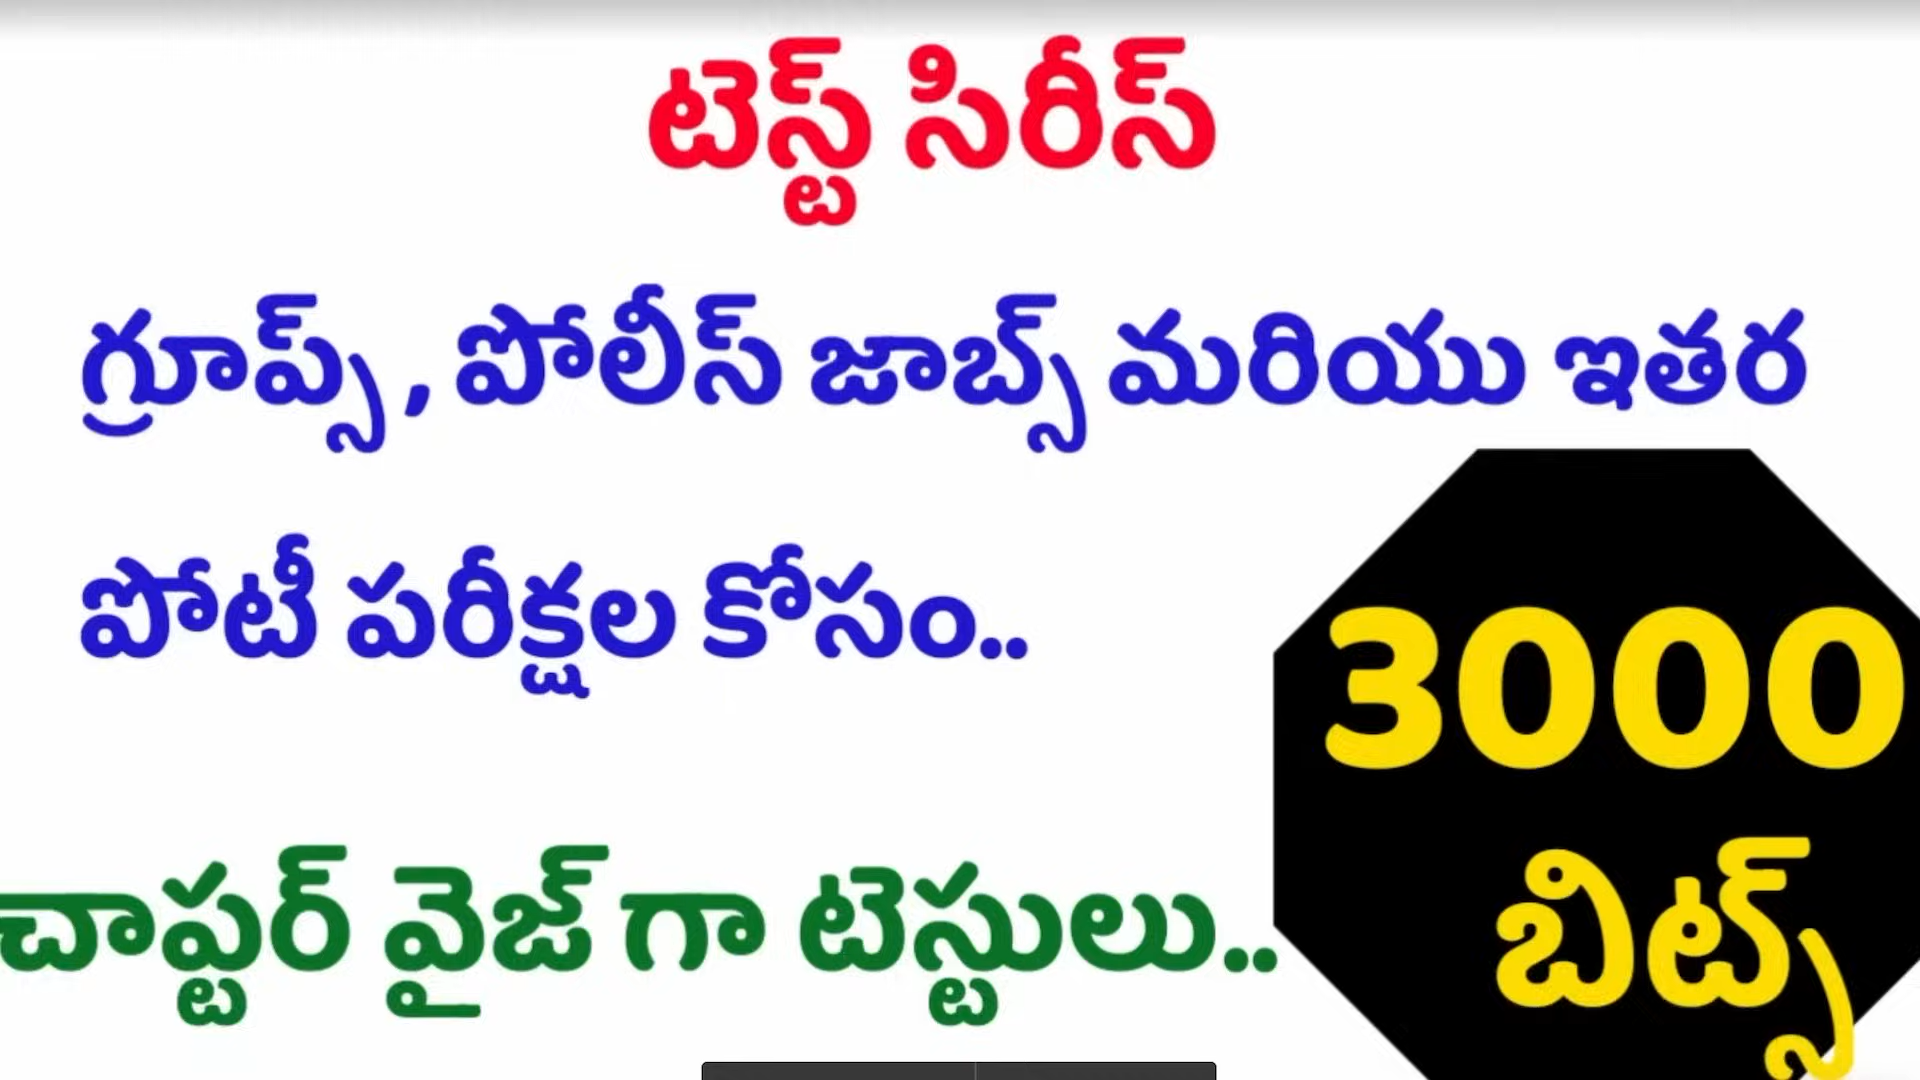 టెస్ట్ సిరీస్
గ్రూప్స్ , పోలీస్ జాబ్స్ మరియు ఇతర
పోటీ పరీక్షల కోసం..
చాప్టర్ వైజ్ గా టెస్టులు..
3000
బిట్స్